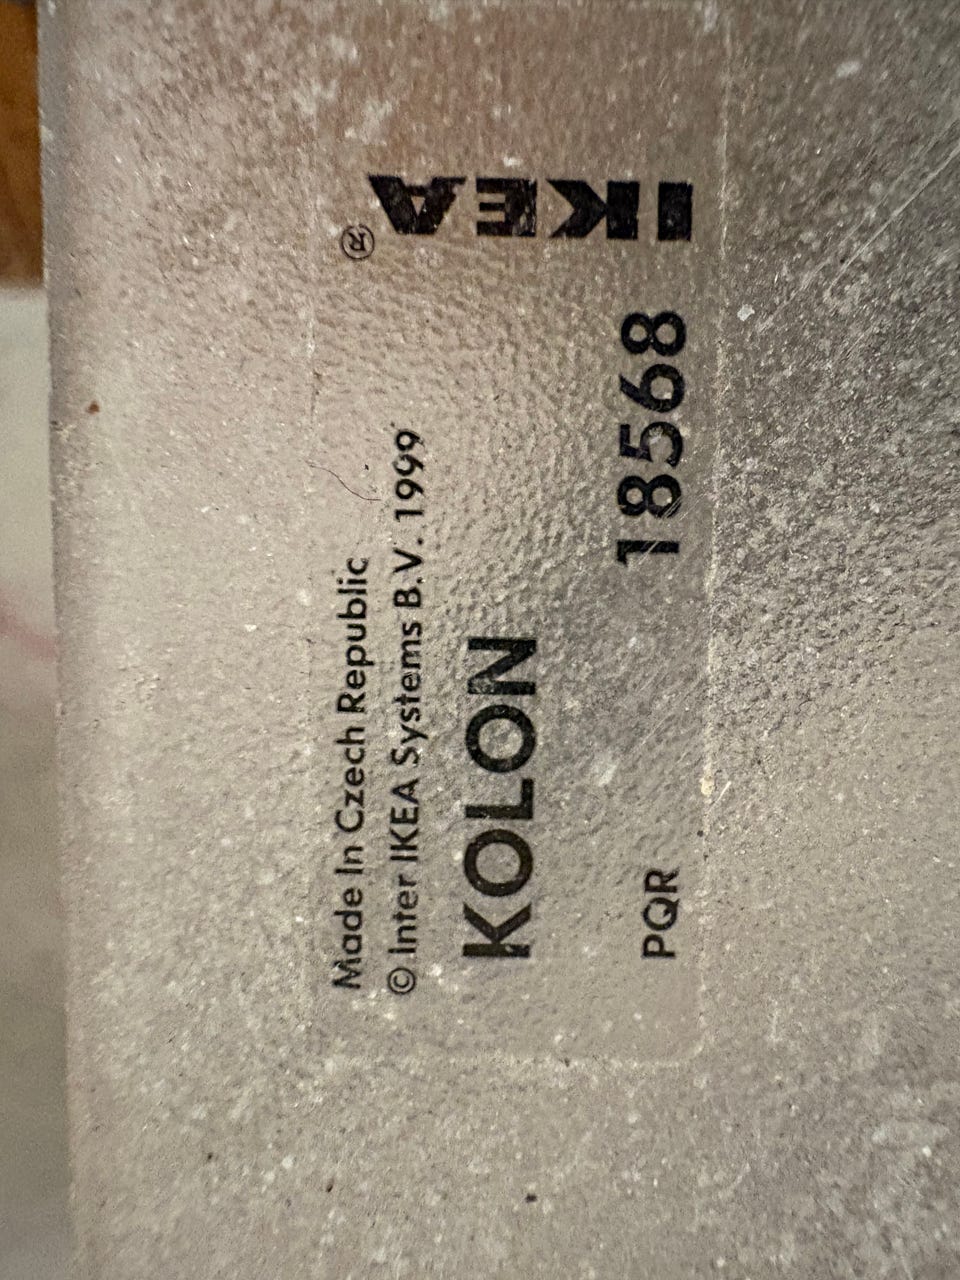 Made In Czech Republic
© Inter IKEA Systems B.V. 1999
KOLON
PQR 18568
IKEA®